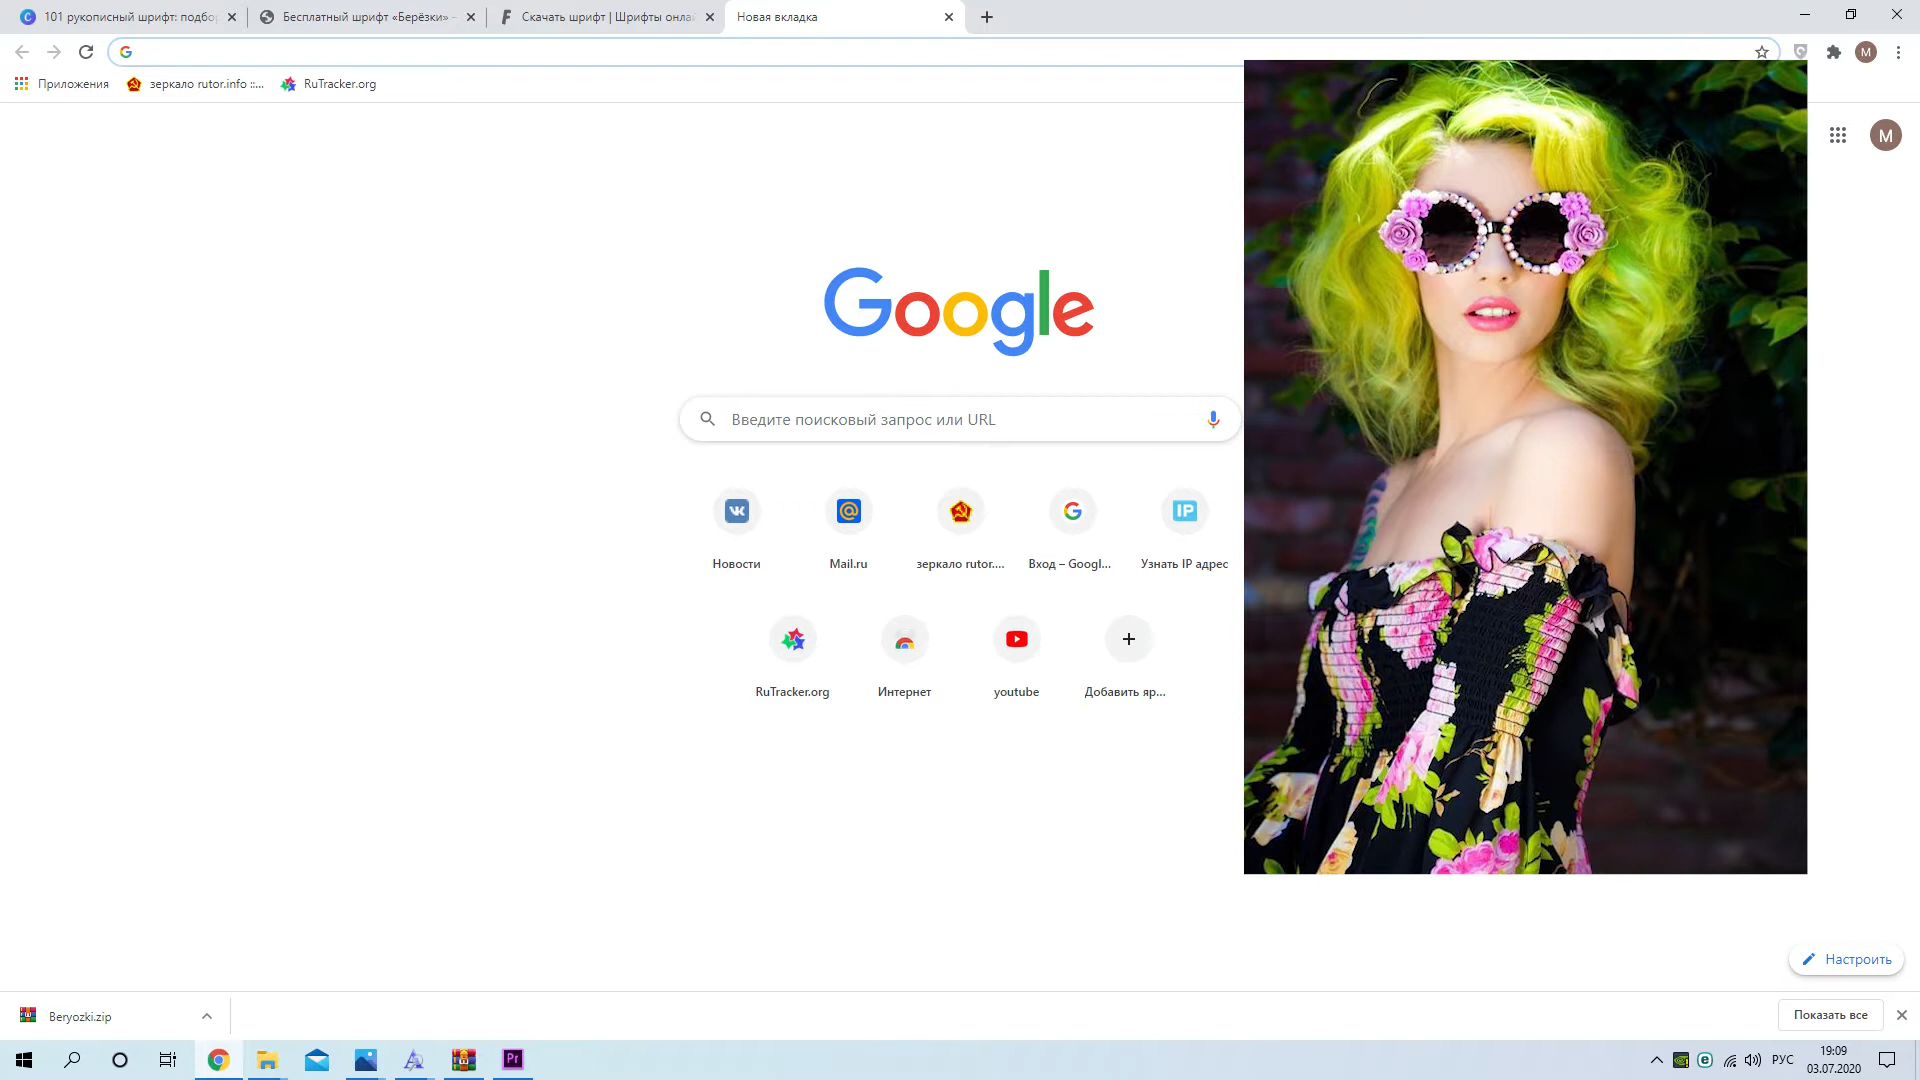 101 рукописный шрифт: подбо
Бесплатный шрифт «Берёзки» –
Скачать шрифт | Шрифты онла
Новая вкладка
Приложения
зеркало rutor.info ::...
RuTracker.org
M
M
Google
Введите поисковый запрос или URL
Новости
Mail.ru
зеркало rutor....
Вход – Googl...
Узнать IP адрес
IP
RuTracker.org
Интернет
youtube
Добавить яр...
Настроить
Beryozki.zip
Показать все
Pr
РУС
19:09
03.07.2020